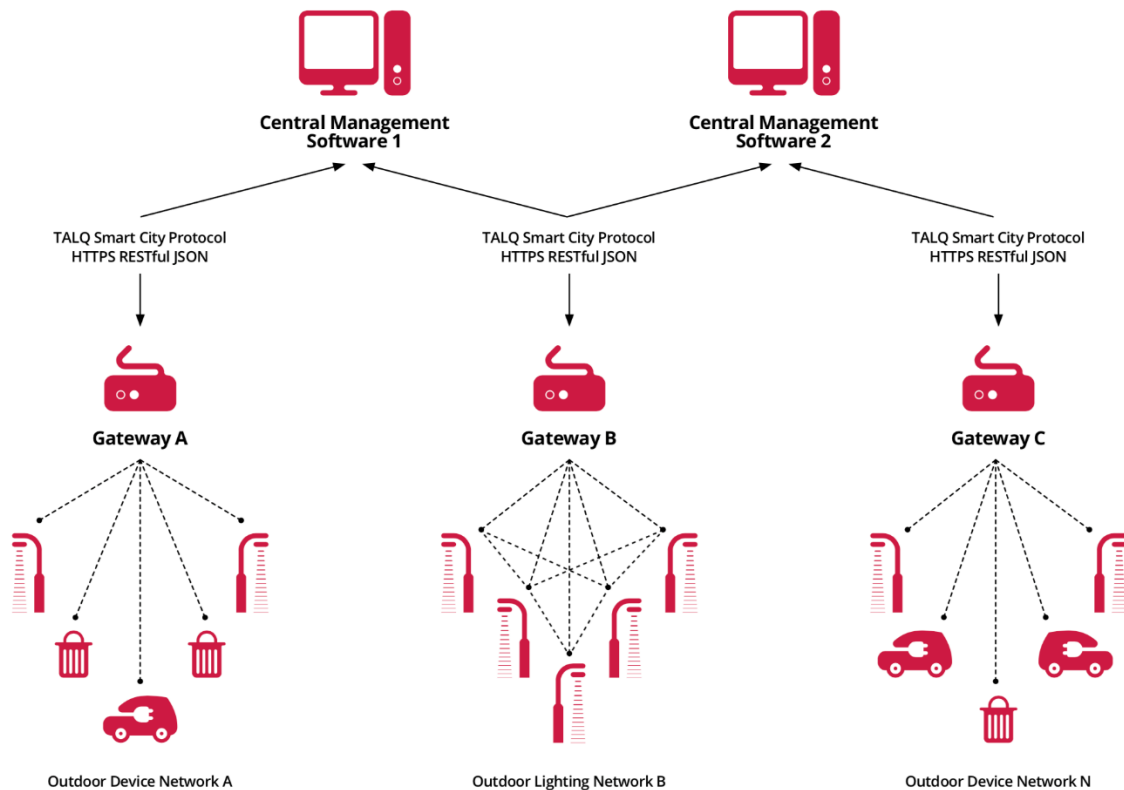 Central Management
Software 1
Central Management
Software 2
TALQ Smart City Protocol
HTTPS RESTful JSON
TALQ Smart City Protocol
HTTPS RESTful JSON
TALQ Smart City Protocol
HTTPS RESTful JSON
Gateway A
Gateway B
Gateway C
Outdoor Device Network A
Outdoor Lighting Network B
Outdoor Device Network N